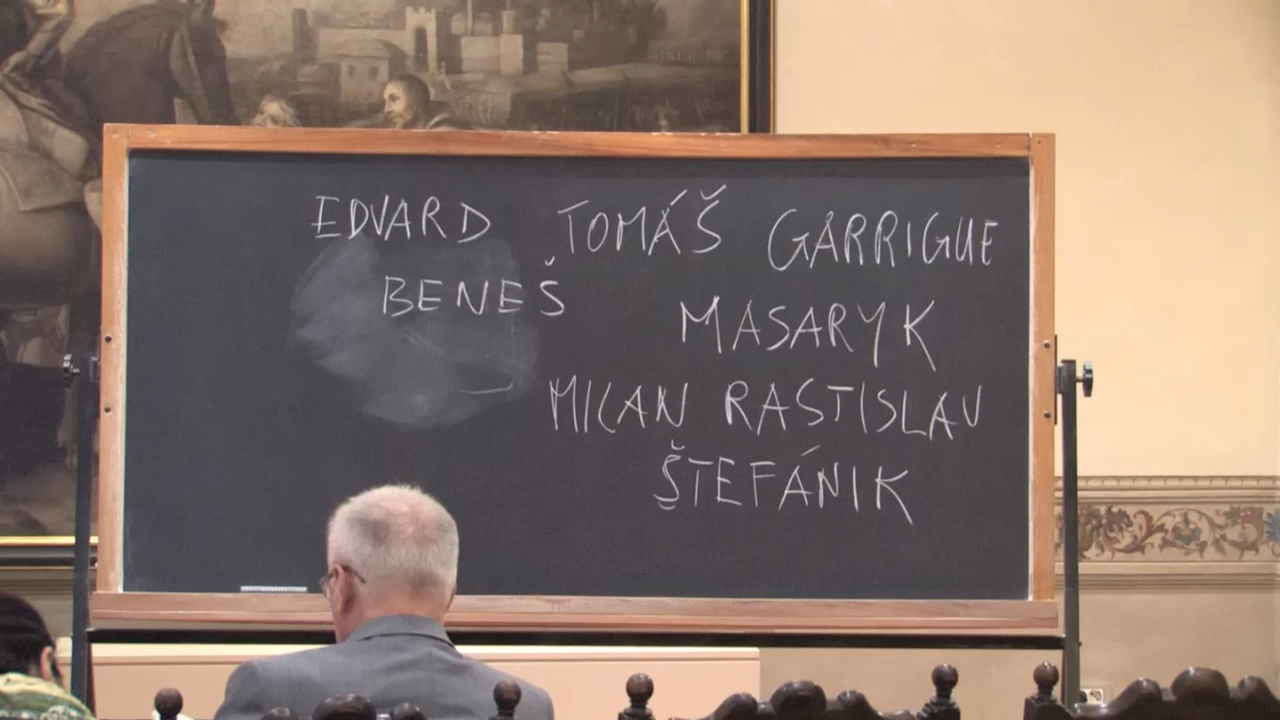 EDVARD
BENEŠ
TOMÁŠ GARRIGUE
MASARYK
MILAN RASTISLAV
ŠTEFÁNIK